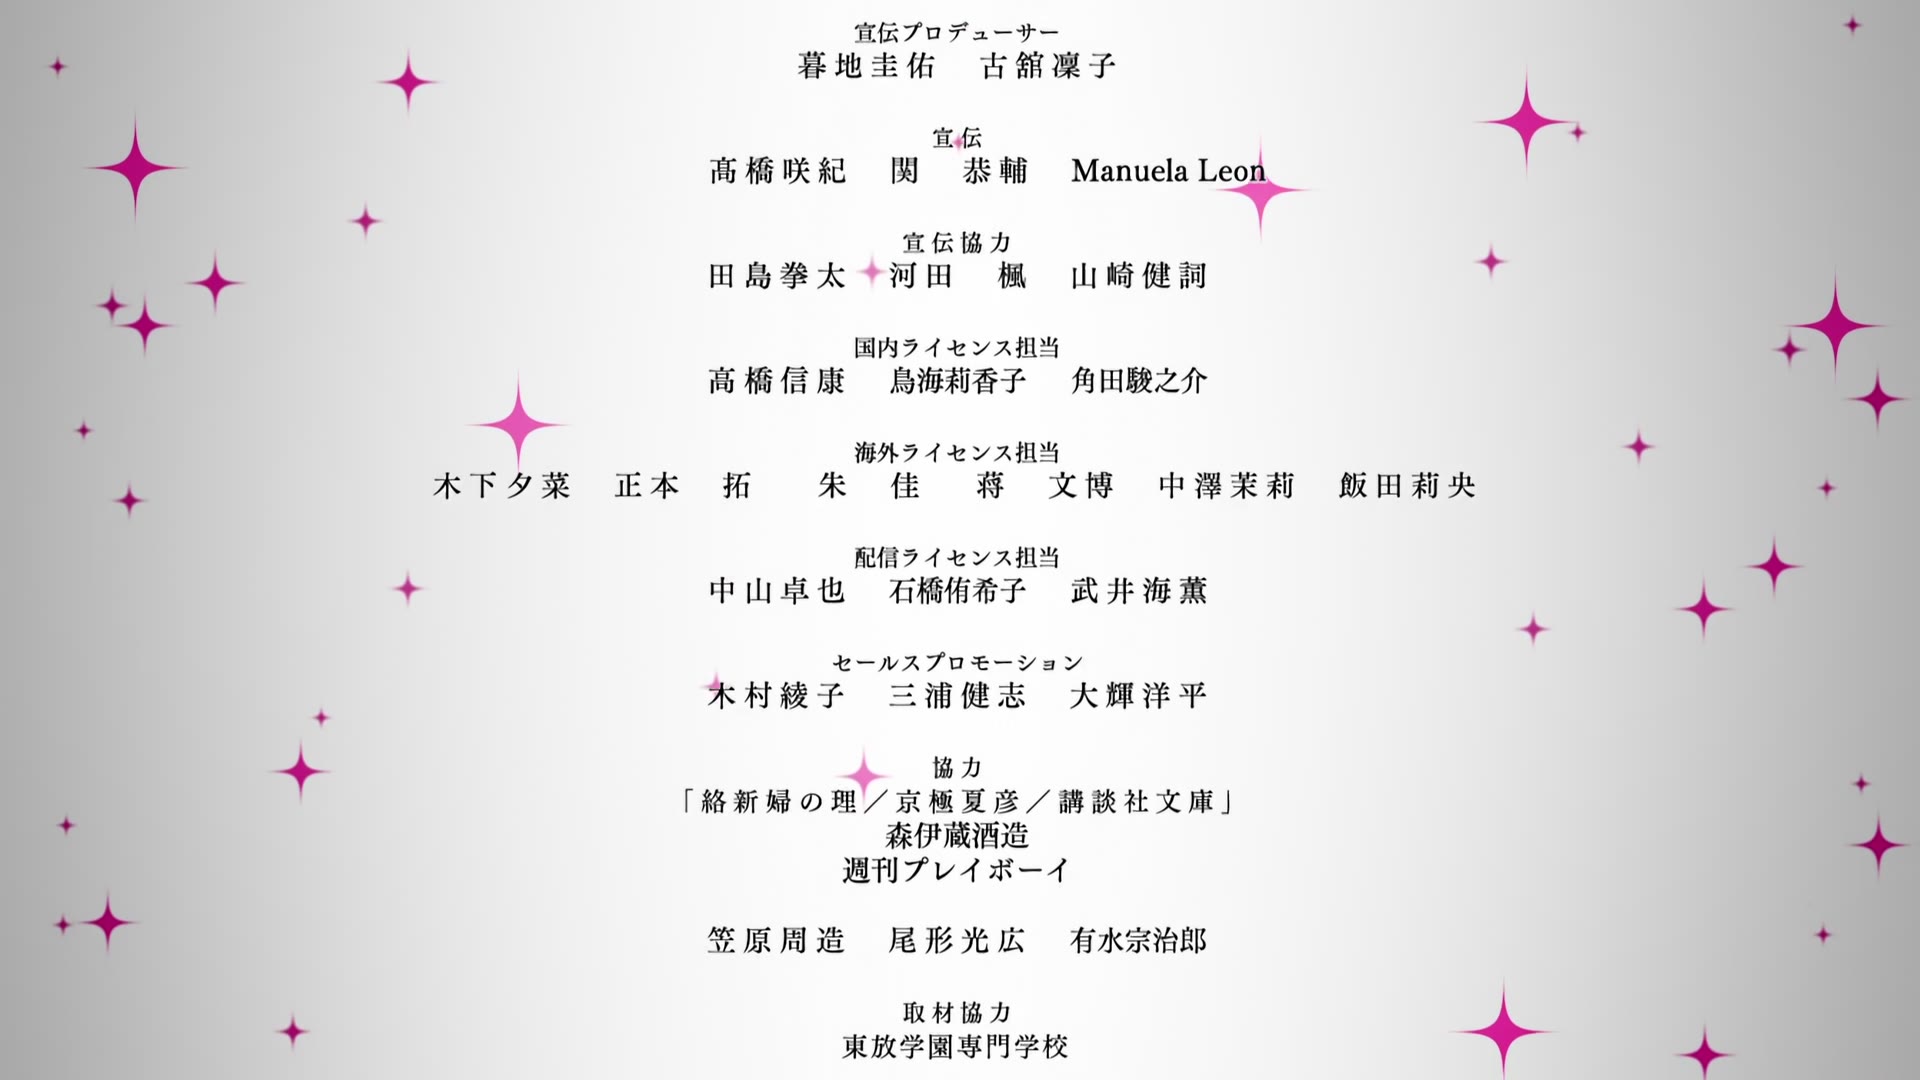 宣伝プロデューサー
暮地圭佑 古舘凜子
宣伝
髙橋咲紀 関 恭輔 Manuela Leon
宣伝協力
田島拳太 河田 楓 山崎健詞
国内ライセンス担当
高橋信康 鳥海莉香子 角田駿之介
海外ライセンス担当
木下夕菜 正本 拓 朱 佳 蒋 文博 中澤茉莉 飯田莉央
配信ライセンス担当
中山卓也 石橋侑希子 武井海薫
セールスプロモーション
木村綾子 三浦健志 大輝洋平
協力
「絡新婦の理／京極夏彦／講談社文庫」
森伊蔵酒造
週刊プレイボーイ
笠原周造 尾形光広 有水宗治郎
取材協力
東放学園専門学校